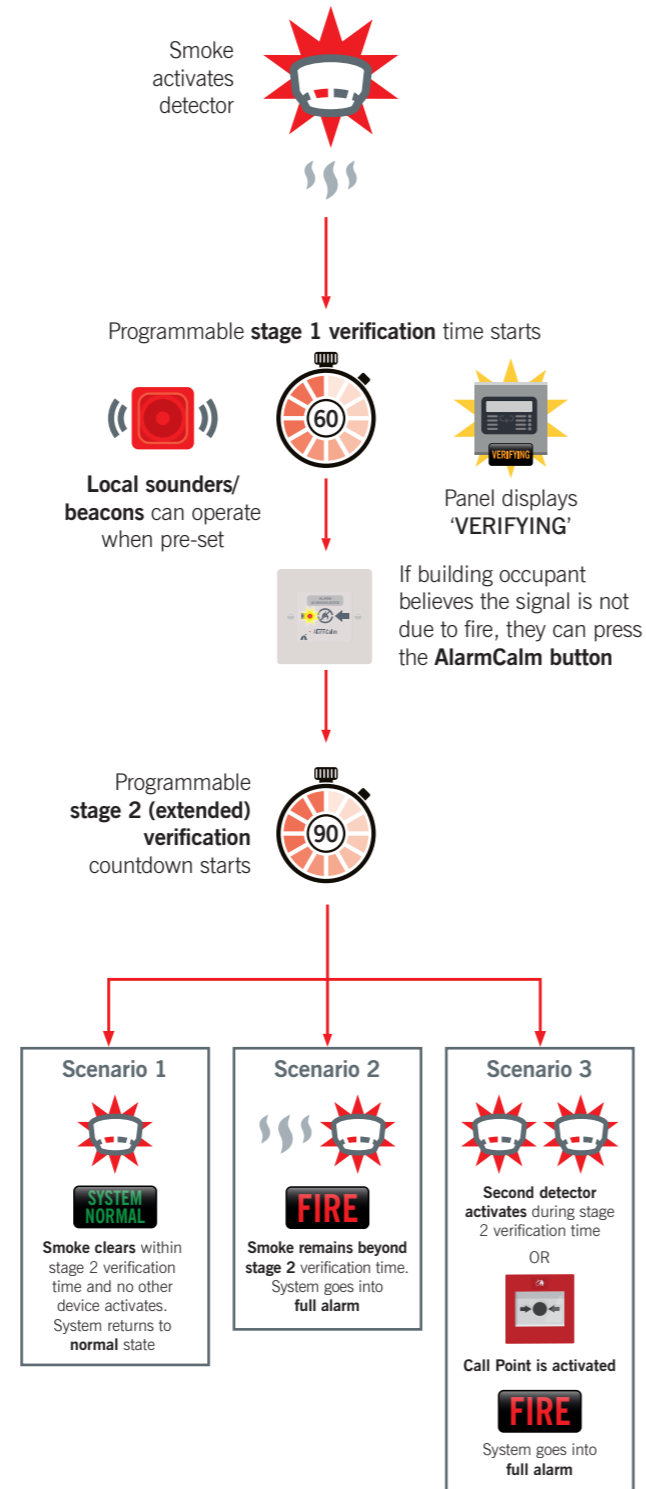 Smoke
activates
detector
Programmable stage 1 verification time starts
60
VERIFYING
Local sounders/
beacons can operate
when pre-set
Panel displays
‘VERIFYING’
AlarmCalm
If building occupant
believes the signal is not
due to fire, they can press
the AlarmCalm button
Programmable
stage 2 (extended)
verification
countdown starts
90
Scenario 1
SYSTEM
NORMAL
Smoke clears within
stage 2 verification
time and no other
device activates.
System returns to
normal state
Scenario 2
FIRE
Smoke remains beyond
stage 2 verification time.
System goes into
full alarm
Scenario 3
Second detector
activates during stage
2 verification time
OR
Call Point is activated
FIRE
System goes into
full alarm